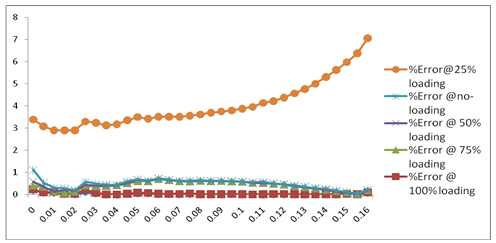 8
7
6
5
4
3
2
1
0
0 0.01 0.02 0.03 0.04 0.05 0.06 0.07 0.08 0.09 0.1 0.11 0.12 0.13 0.14 0.15 0.16
%Error@25%
loading
%Error @no-
loading
%Error @ 50%
loading
%Error @ 75%
loading
%Error @
100%loading